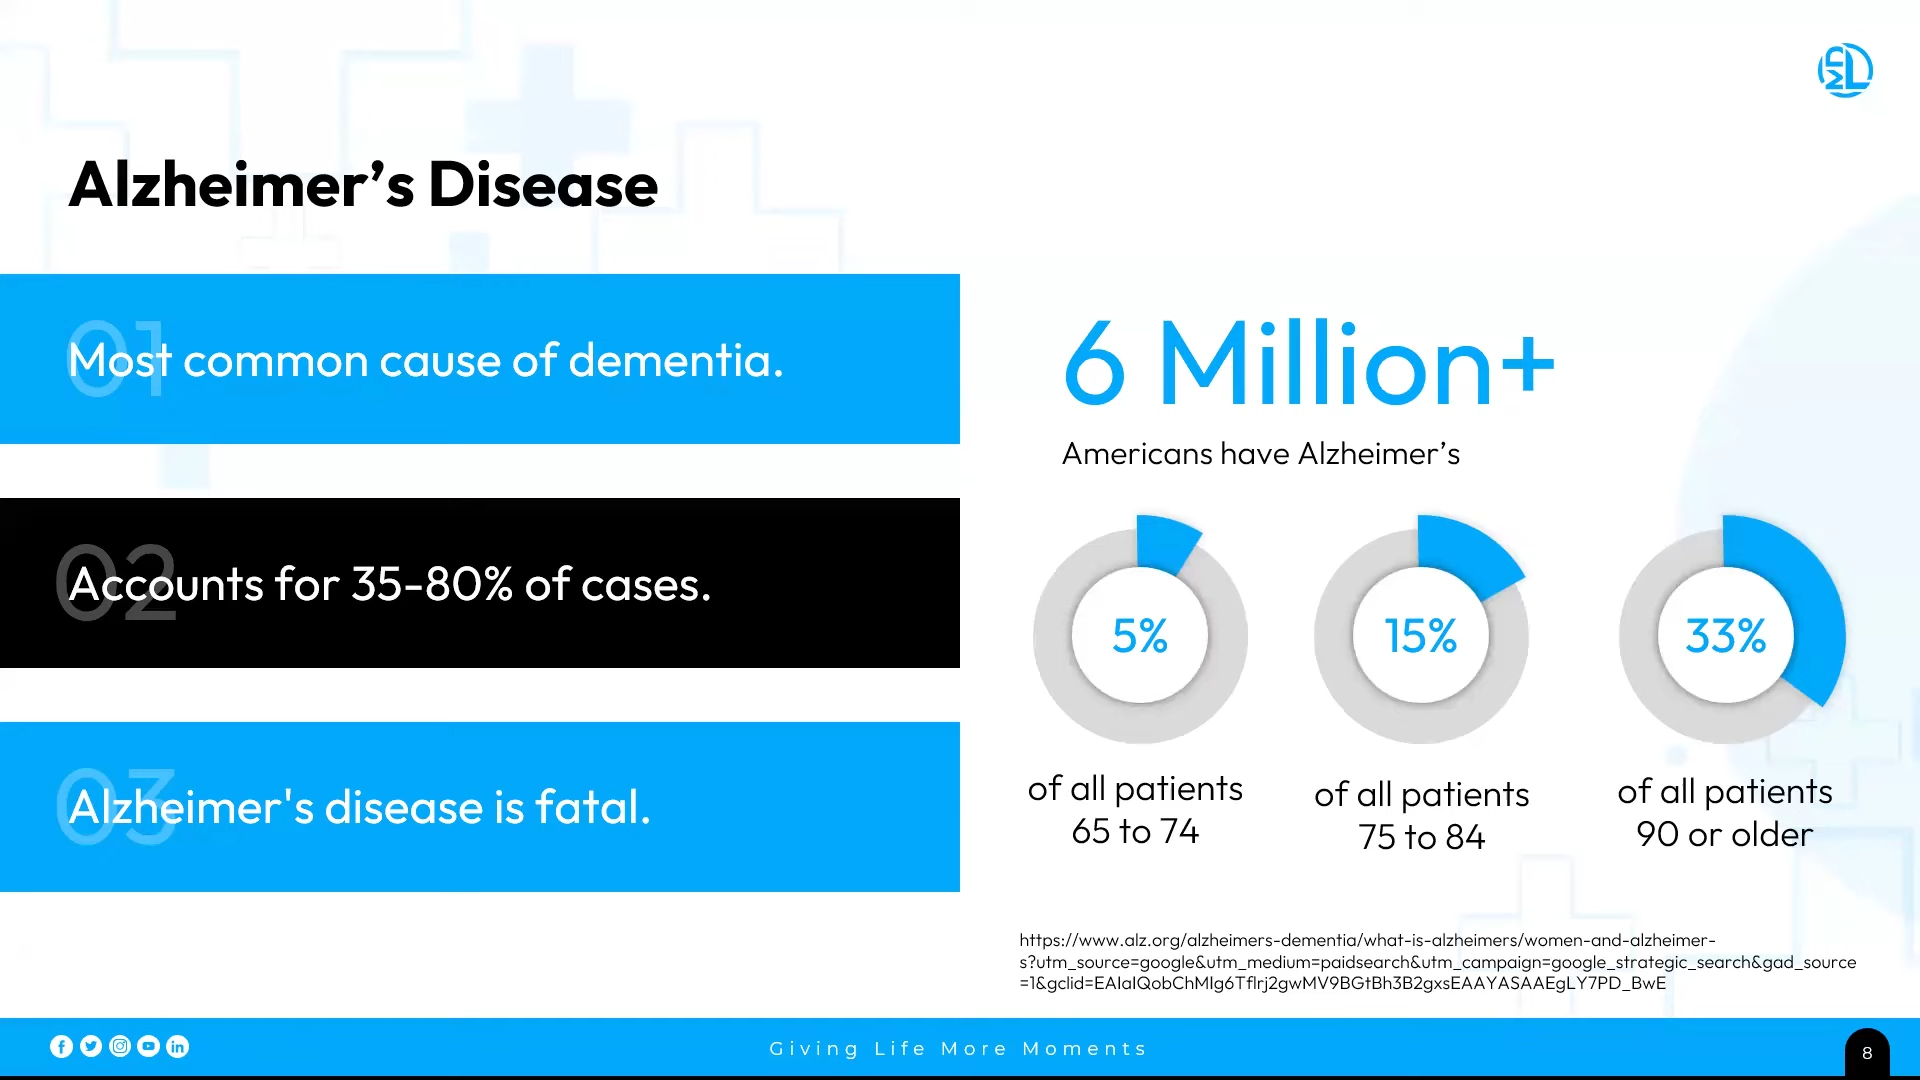 MD L
Alzheimer’s Disease
01
Most common cause of dementia.
02
Accounts for 35-80% of cases.
03
Alzheimer's disease is fatal.
6 Million+
Americans have Alzheimer’s
5%
of all patients
65 to 74
15%
of all patients
75 to 84
33%
of all patients
90 or older
https://www.alz.org/alzheimers-dementia/what-is-alzheimers/women-and-alzheimer-
s?utm_source=google&utm_medium=paidsearch&utm_campaign=google_strategic_search&gad_source
=1&gclid=EAIaIQobChMIg6Tflrj2gwMV9BGtBh3B2gxsEAAYASAAEgLY7PD_BwE
Giving Life More Moments
8